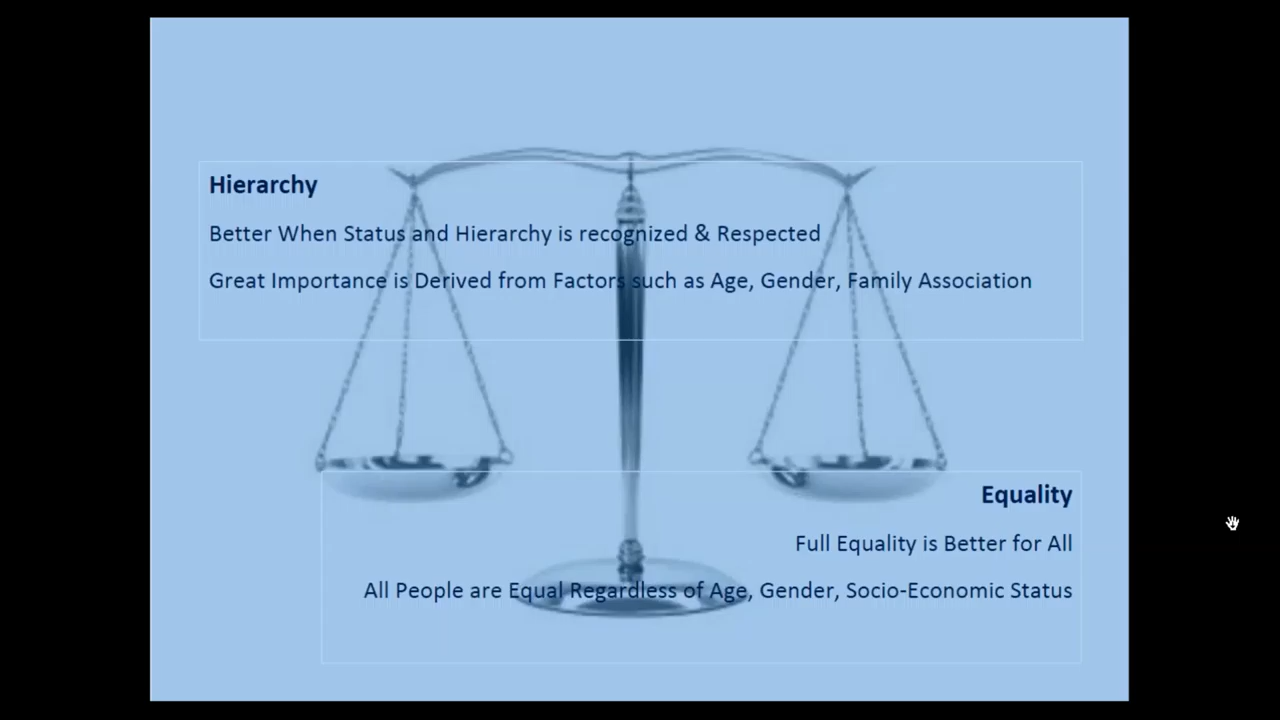 Hierarchy
Better When Status and Hierarchy is recognized & Respected
Great Importance is Derived from Factors such as Age, Gender, Family Association
Equality
Full Equality is Better for All
All People are Equal Regardless of Age, Gender, Socio-Economic Status